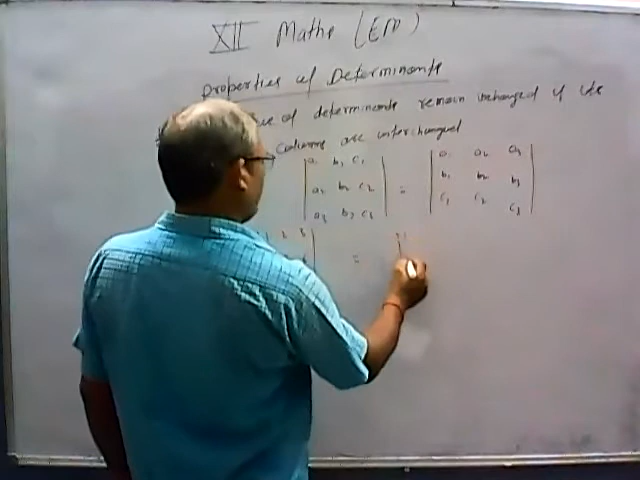 XII Maths (EM)
Properties of Determinants
of determinants remain unchanged if its
columns are interchanged
a₁ b₁ c₁ a₁ a₂ a₃
a₂ b₂ c₂ = b₁ b₂ b₃
a₃ b₃ c₃ c₁ c₂ c₃
=